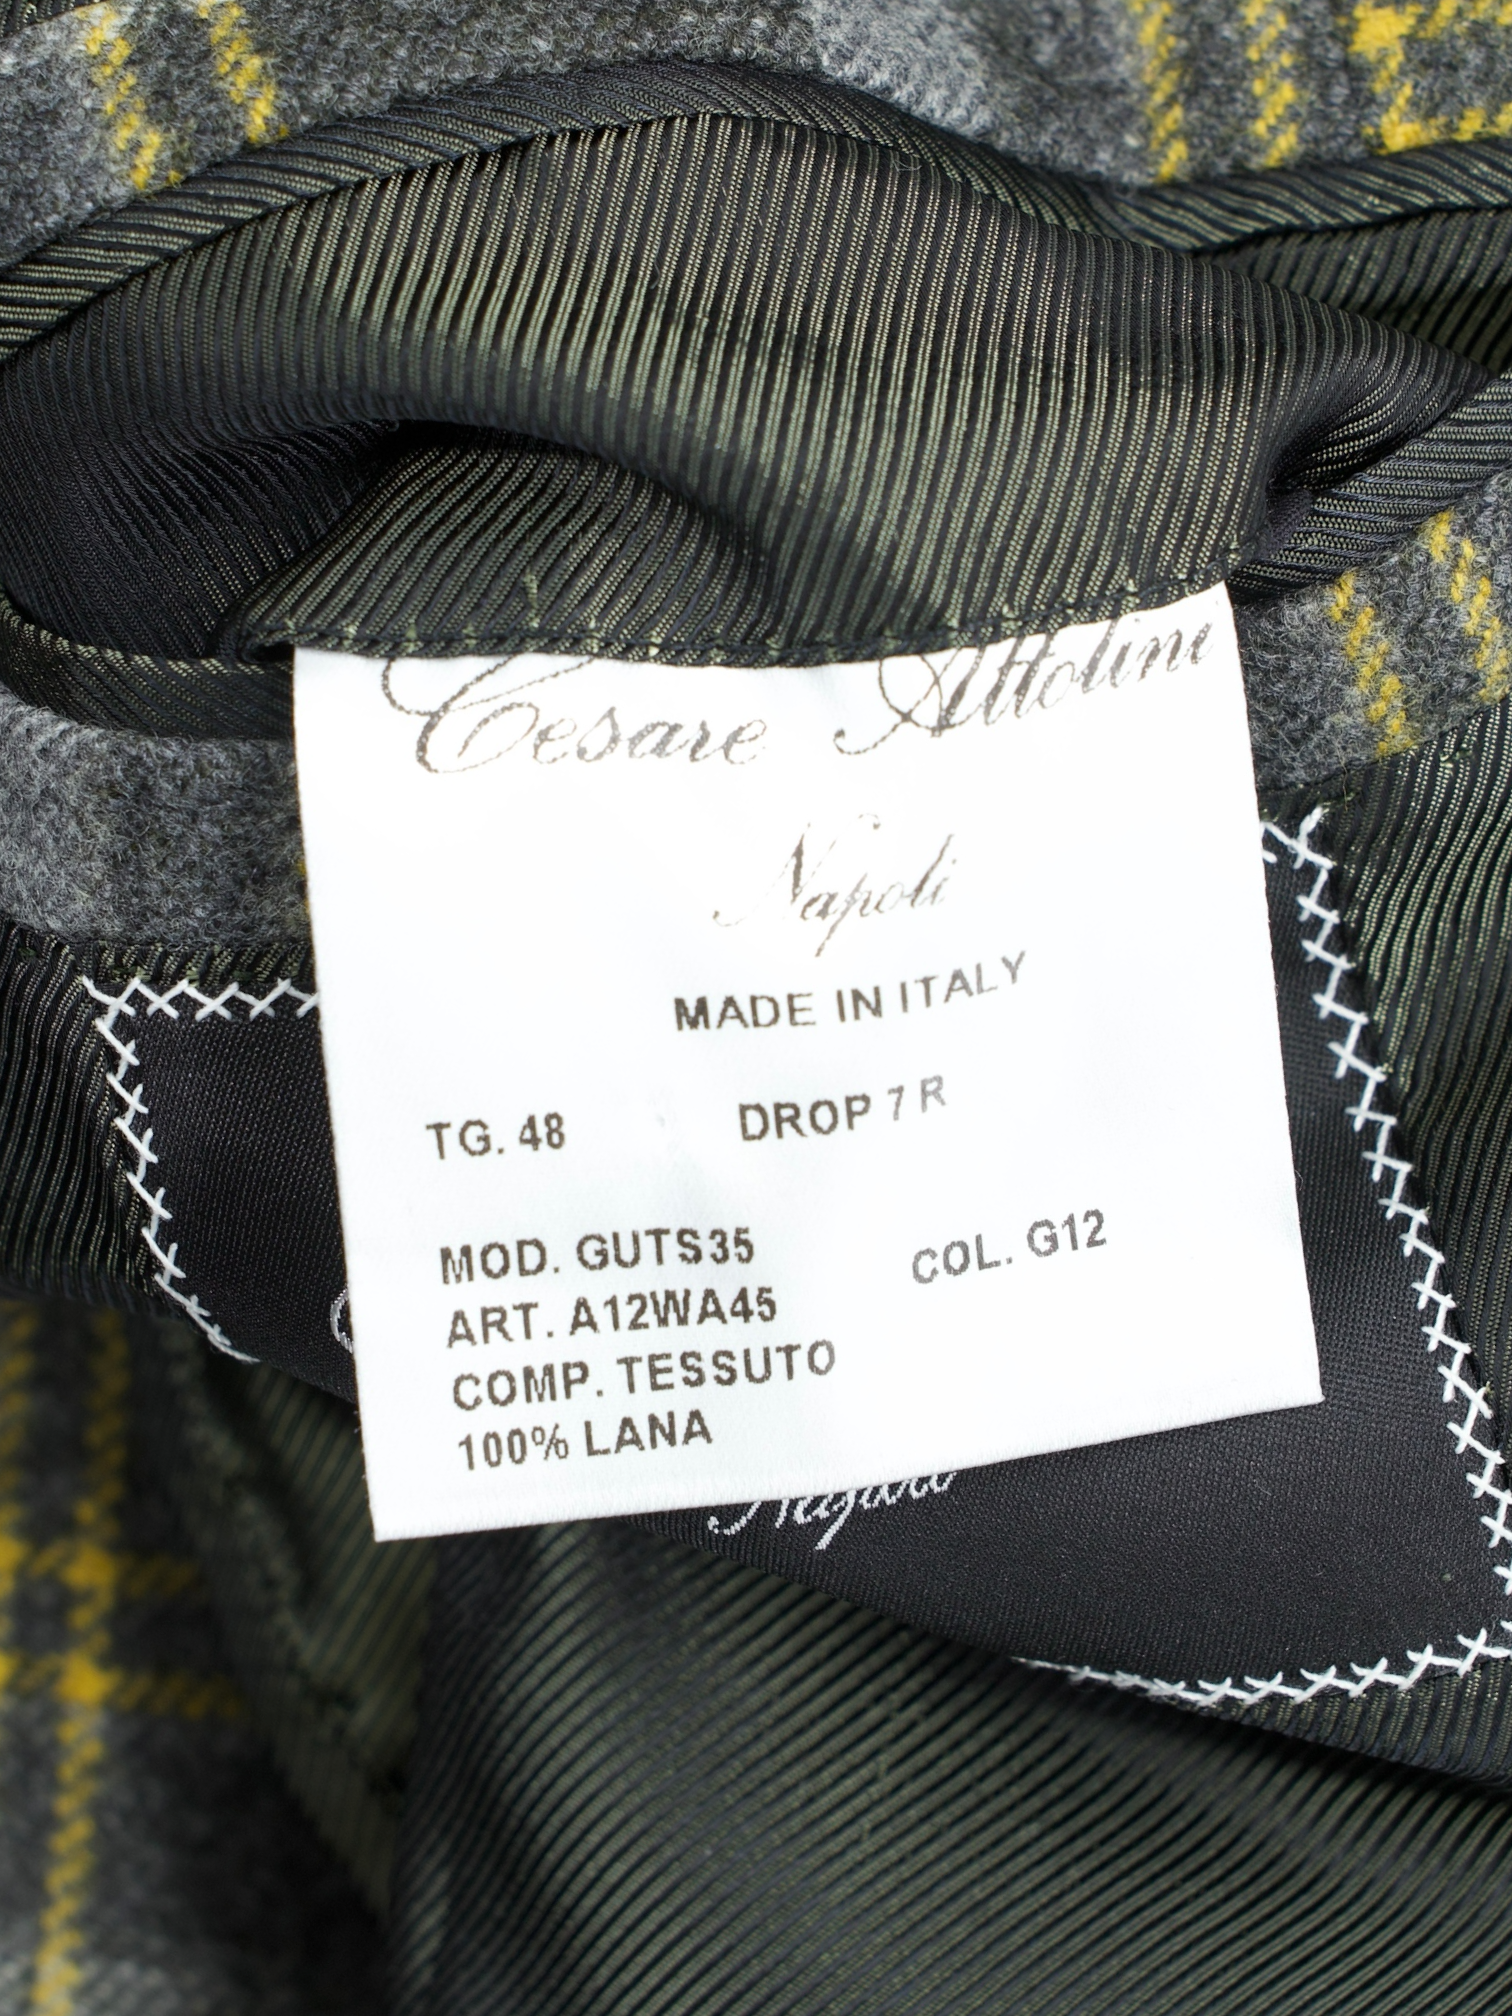 Cesare Attolini
Napoli
MADE IN ITALY
TG. 48 DROP 7 R
MOD. GUTS35 COL. G12
ART. A12WA45
COMP. TESSUTO
100% LANA
Napoli